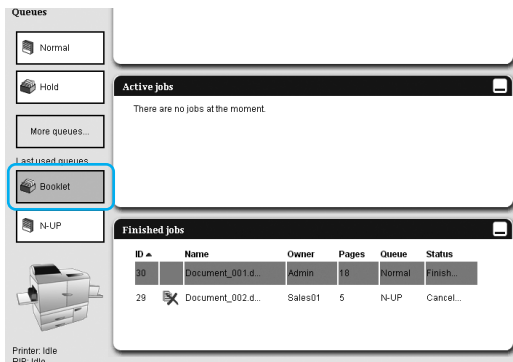 Queues
Normal
Hold
More queues...
Last used queues
Booklet
N-UP
Printer: Idle
RIP: Idle
Active jobs
There are no jobs at the moment.
Finished jobs
ID Name Owner Pages Queue Status
30 Document_001.d... Admin 18 Normal Finish...
29 Document_002.d... Sales01 5 N-UP Cancel...